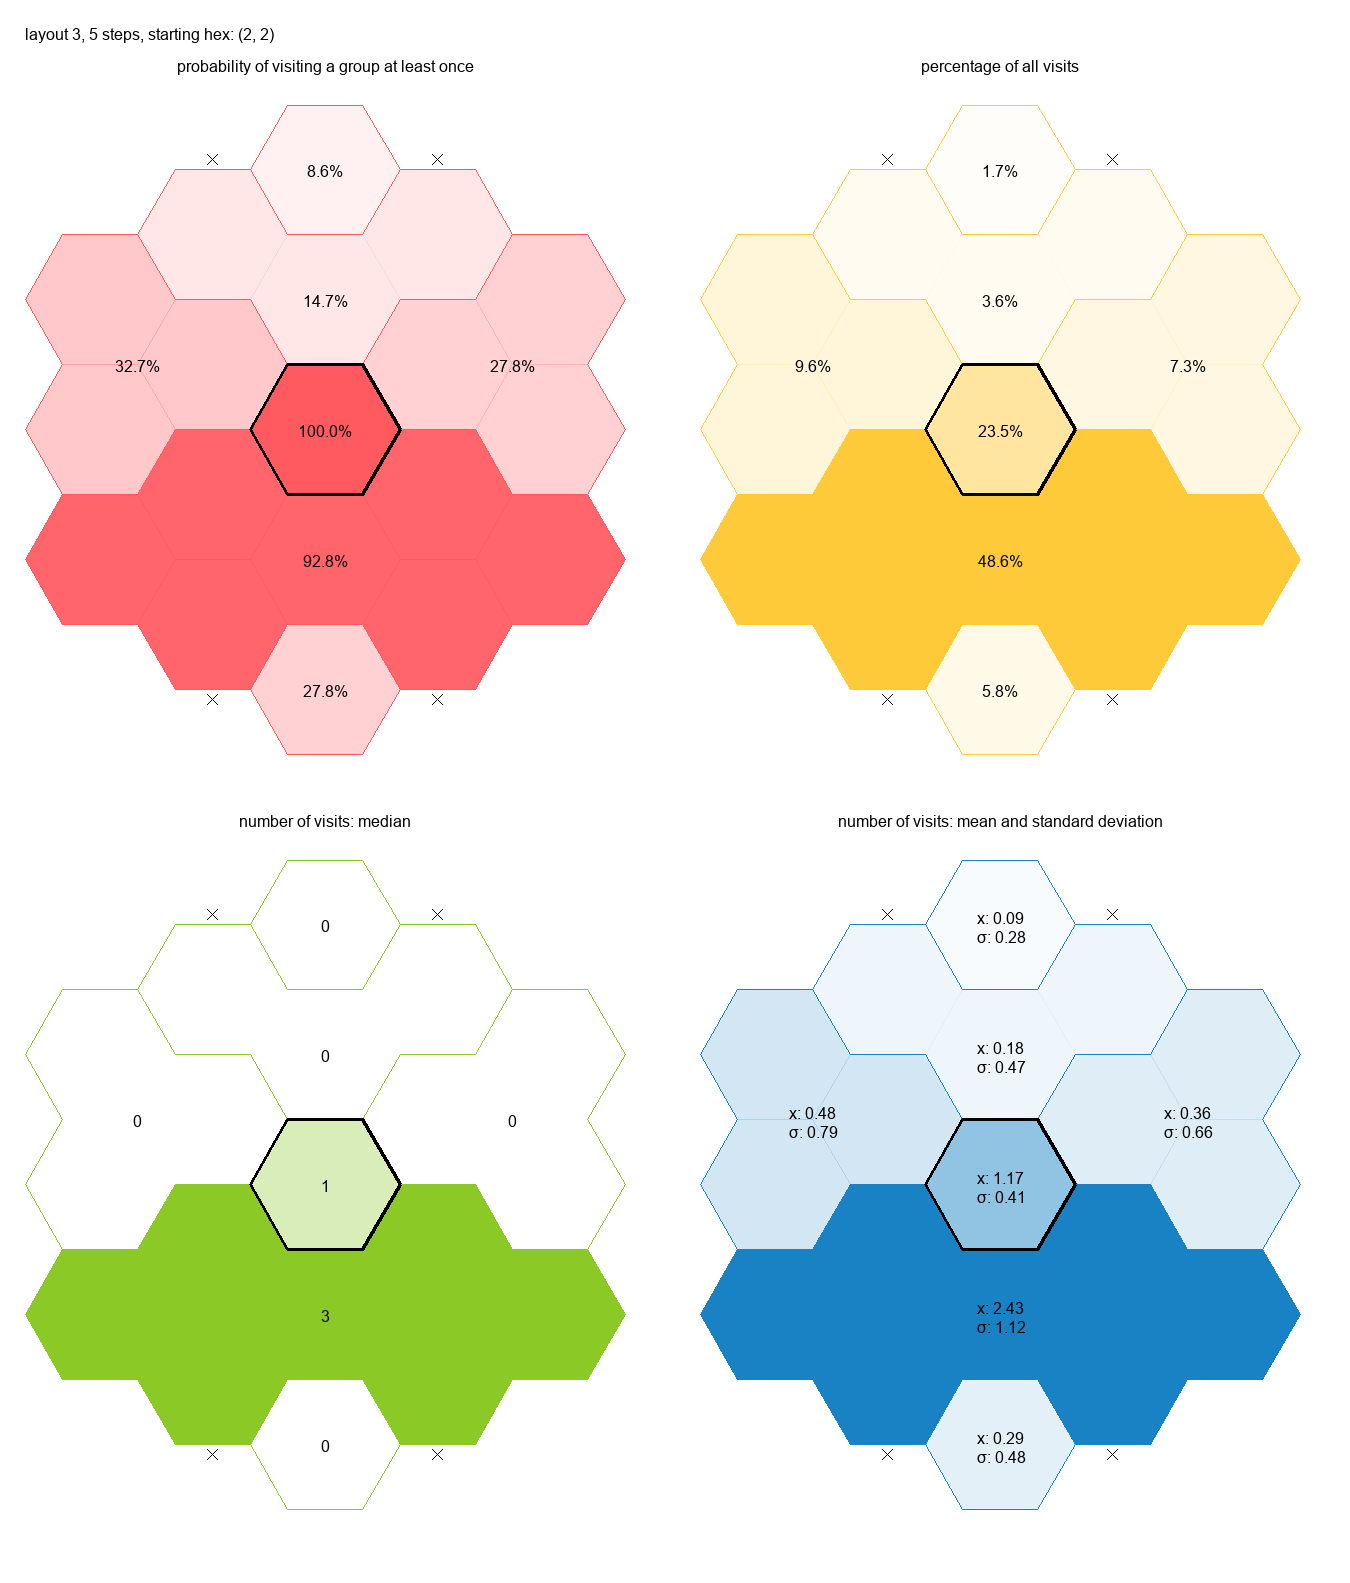 layout 3, 5 steps, starting hex: (2, 2)
probability of visiting a group at least once
8.6%
14.7%
32.7%
27.8%
100.0%
92.8%
27.8%
percentage of all visits
1.7%
3.6%
9.6%
7.3%
23.5%
48.6%
5.8%
number of visits: median
0
0
0
0
1
3
0
number of visits: mean and standard deviation
x: 0.09
σ: 0.28
x: 0.18
σ: 0.47
x: 0.48
σ: 0.79
x: 0.36
σ: 0.66
x: 1.17
σ: 0.41
x: 2.43
σ: 1.12
x: 0.29
σ: 0.48